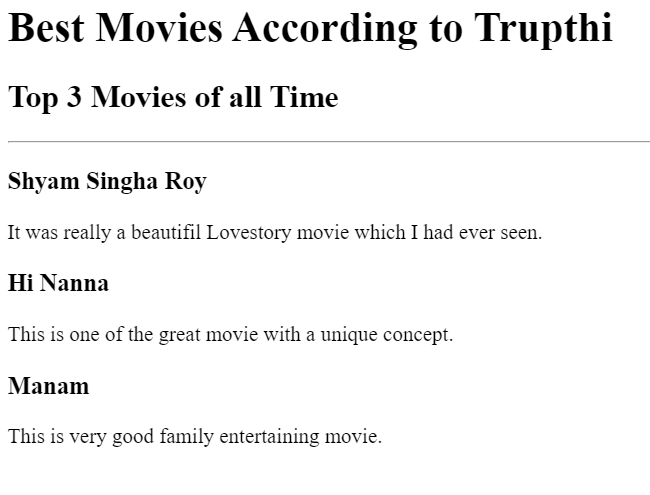 Best Movies According to Trupthi
Top 3 Movies of all Time
Shyam Singha Roy
It was really a beautifil Lovestory movie which I had ever seen.
Hi Nanna
This is one of the great movie with a unique concept.
Manam
This is very good family entertaining movie.